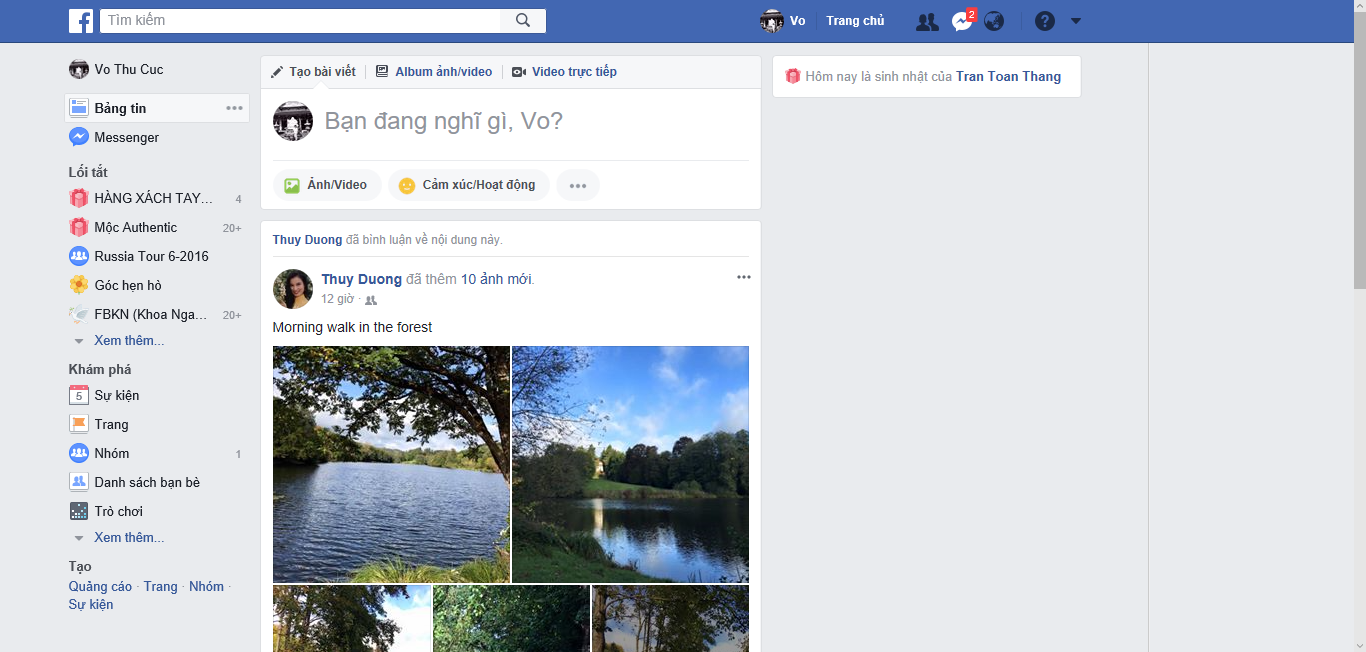 Tìm kiếm
Vo
Trang chủ
2
Vo Thu Cuc
Bảng tin
Messenger
Lối tắt
HÀNG XÁCH TAY... 4
Mộc Authentic 20+
Russia Tour 6-2016
Góc hẹn hò
FBKN (Khoa Nga... 20+
Xem thêm...
Khám phá
5 Sự kiện
Trang
Nhóm 1
Danh sách bạn bè
Trò chơi
Xem thêm...
Tạo
Quảng cáo · Trang · Nhóm ·
Sự kiện
Tạo bài viết
Album ảnh/video
Video trực tiếp
Bạn đang nghĩ gì, Vo?
Ảnh/Video
Cảm xúc/Hoạt động
Thuy Duong đã bình luận về nội dung này.
Thuy Duong đã thêm 10 ảnh mới.
12 giờ ·
Morning walk in the forest
Hôm nay là sinh nhật của Tran Toan Thang